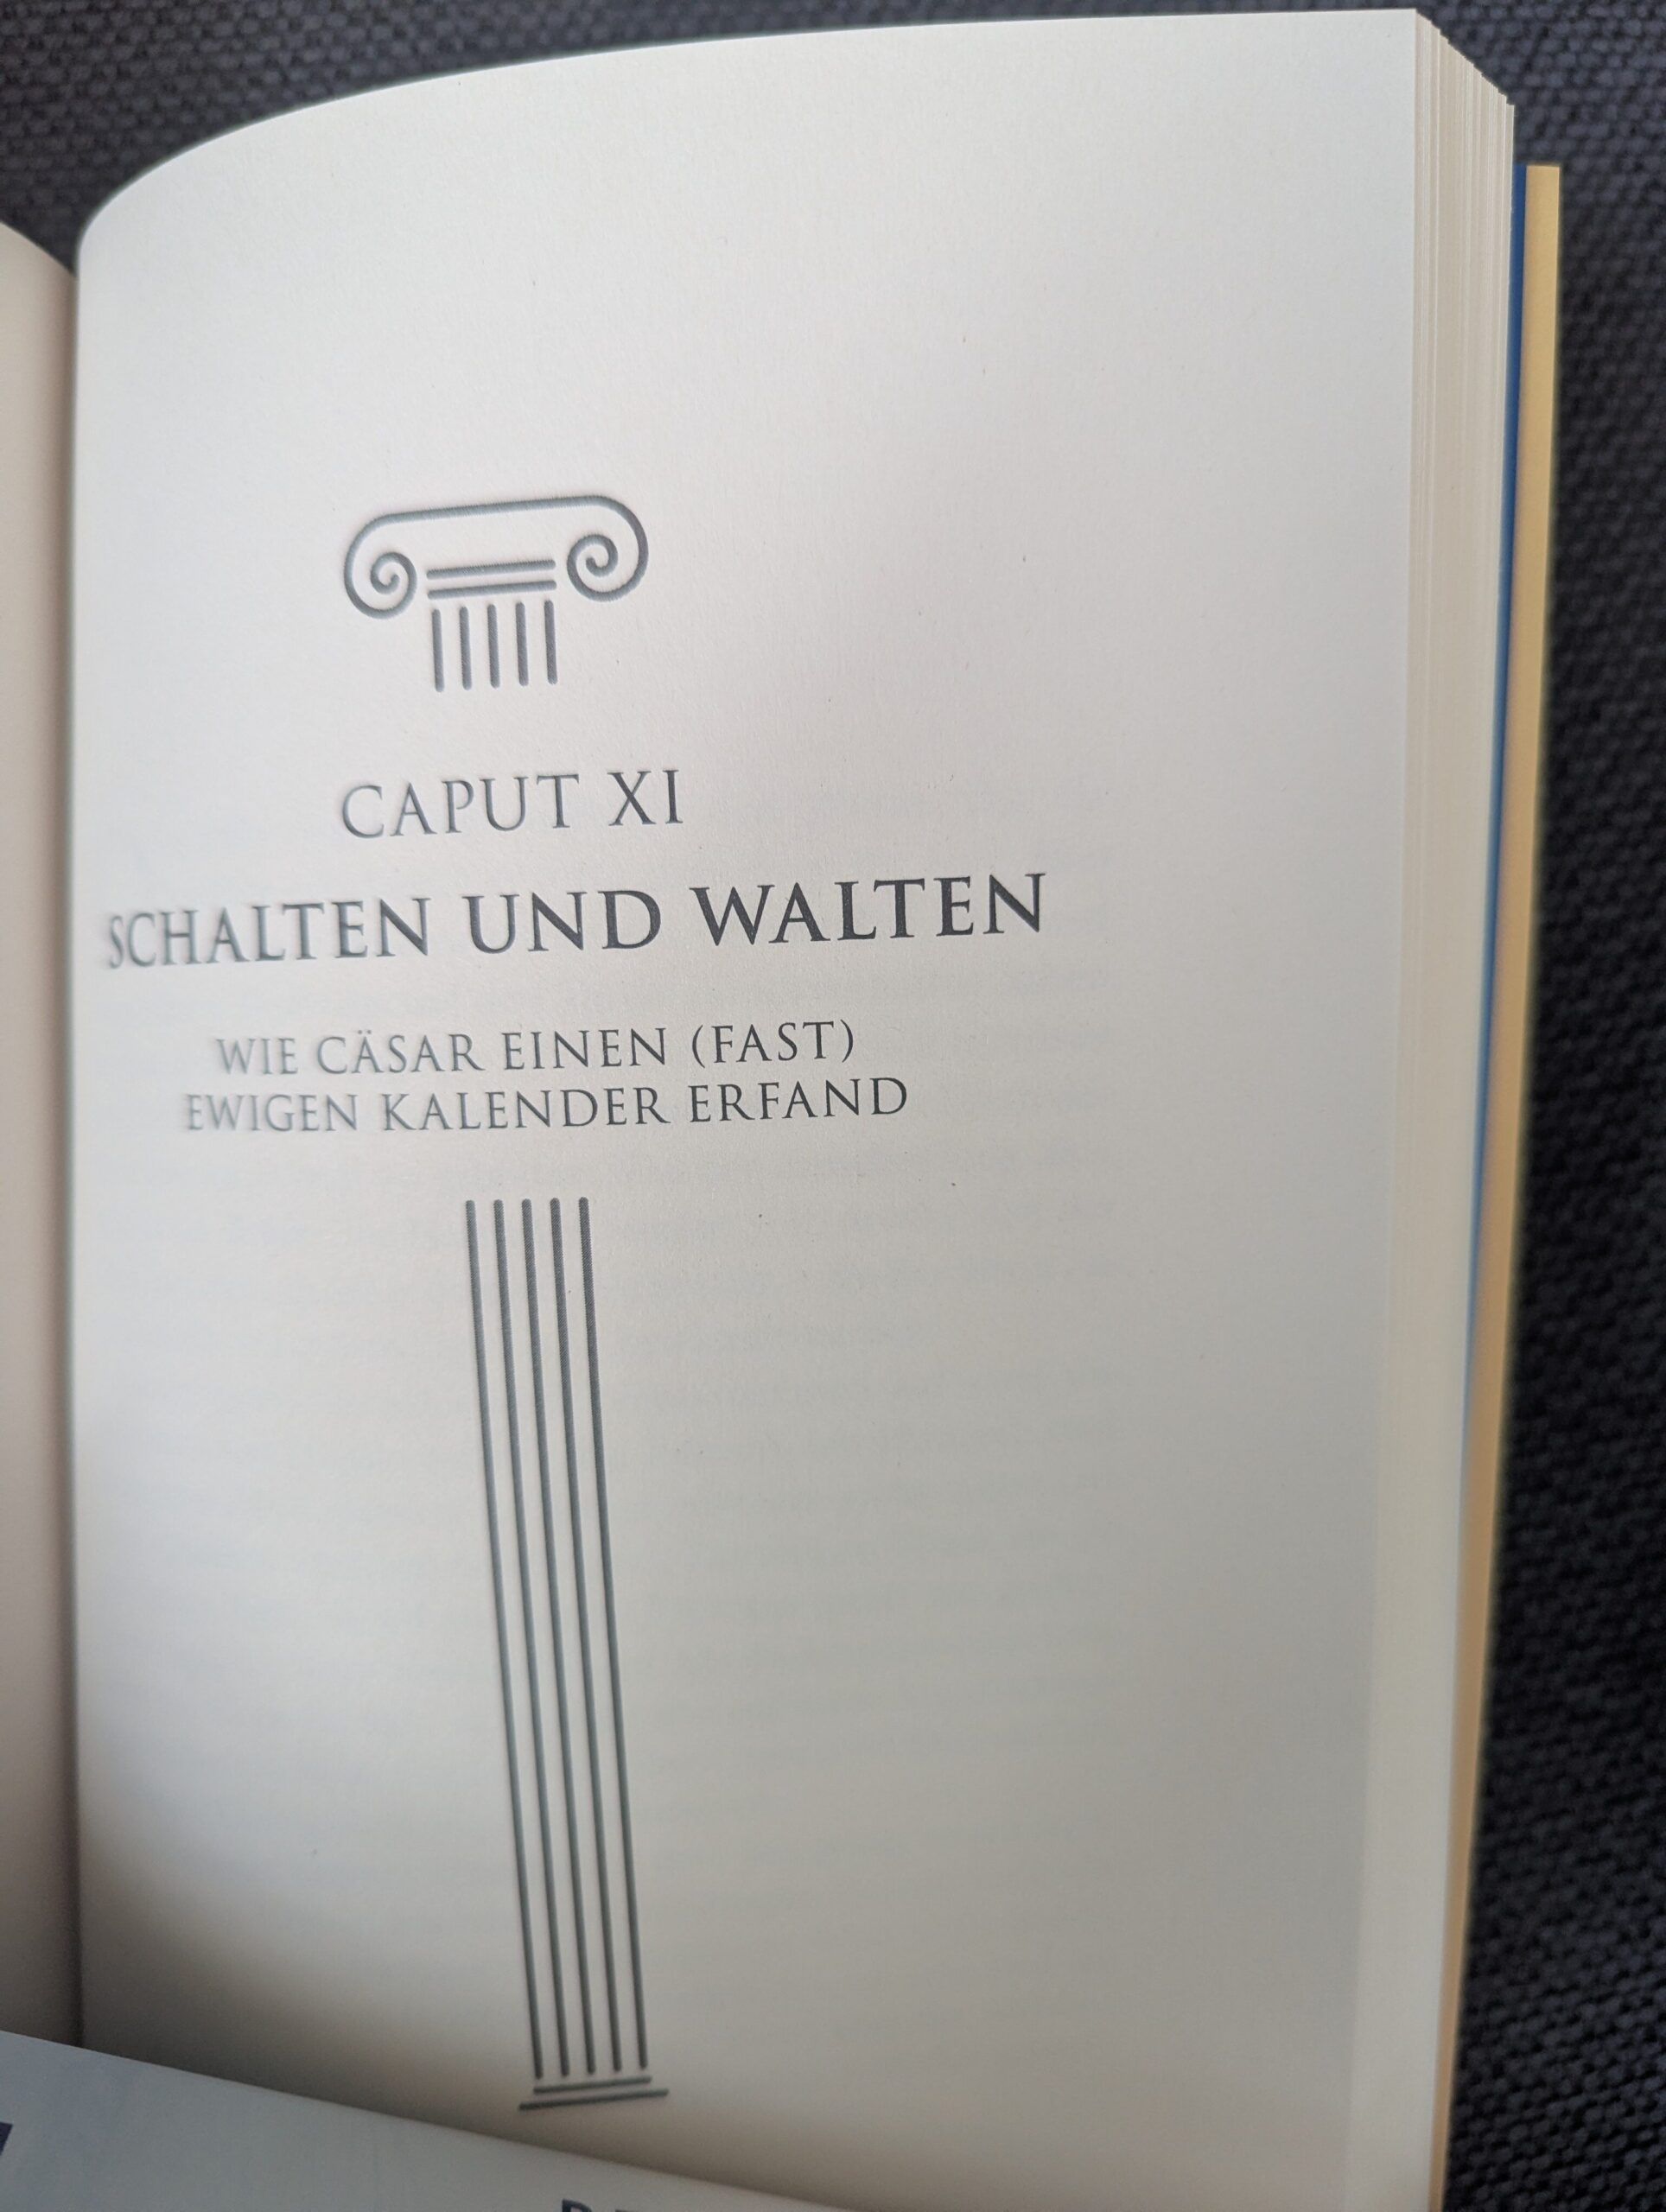 CAPUT XI
SCHALTEN UND WALTEN
WIE CÄSAR EINEN (FAST)
EWIGEN KALENDER ERFAND